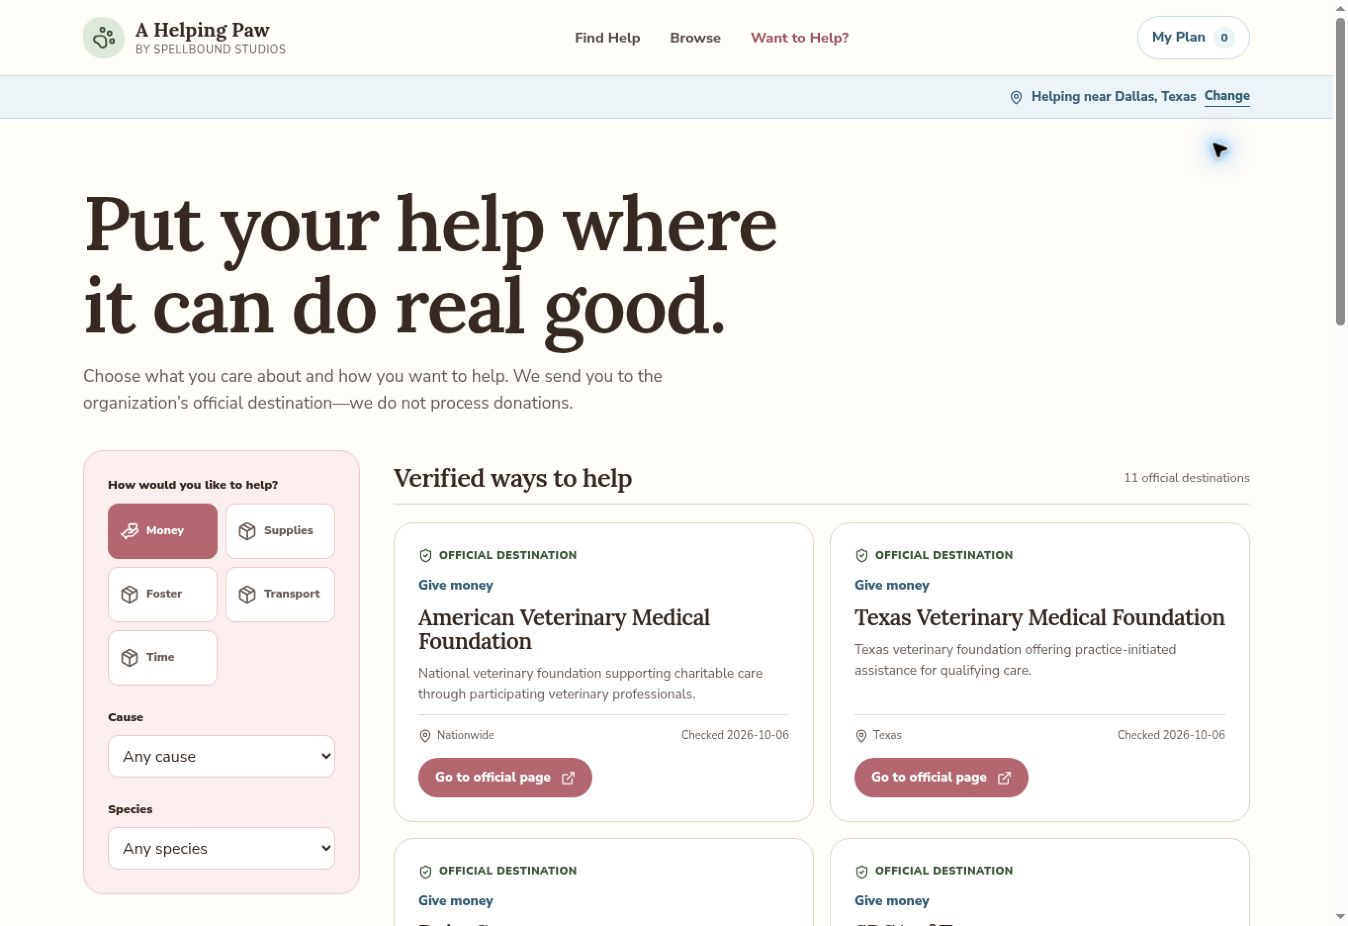 A Helping Paw
BY SPELLBOUND STUDIOS
Find Help
Browse
Want to Help?
My Plan 0
Helping near Dallas, Texas Change
Put your help where
it can do real good.
Choose what you care about and how you want to help. We send you to the
organization’s official destination—we do not process donations.
How would you like to help?
Money
Supplies
Foster
Transport
Time
Cause
Any cause
Species
Any species
Verified ways to help
11 official destinations
OFFICIAL DESTINATION
Give money
American Veterinary Medical
Foundation
National veterinary foundation supporting charitable care
through participating veterinary professionals.
Nationwide
Checked 2026-10-06
Go to official page
OFFICIAL DESTINATION
Give money
Texas Veterinary Medical Foundation
Texas veterinary foundation offering practice-initiated
assistance for qualifying care.
Texas
Checked 2026-10-06
Go to official page
OFFICIAL DESTINATION
Give money
OFFICIAL DESTINATION
Give money